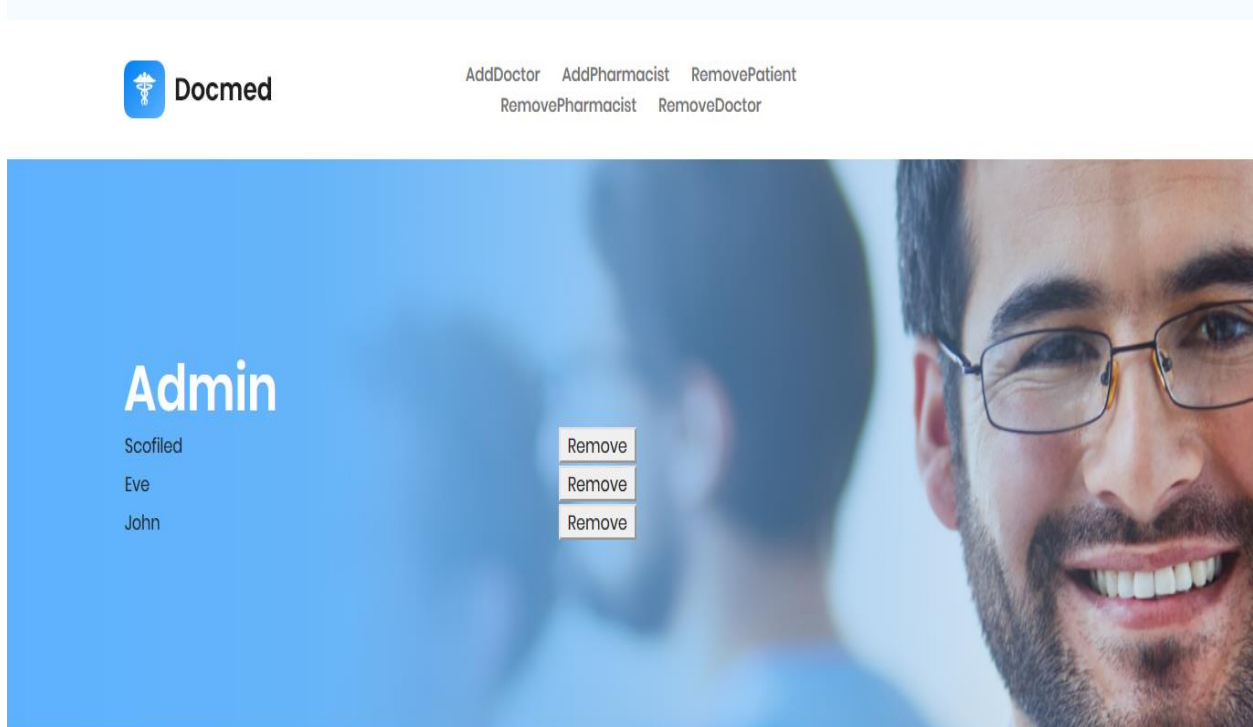 Docmed
AddDoctor AddPharmacist RemovePatient
RemovePharmacist RemoveDoctor
Admin
Scofiled Remove
Eve Remove
John Remove